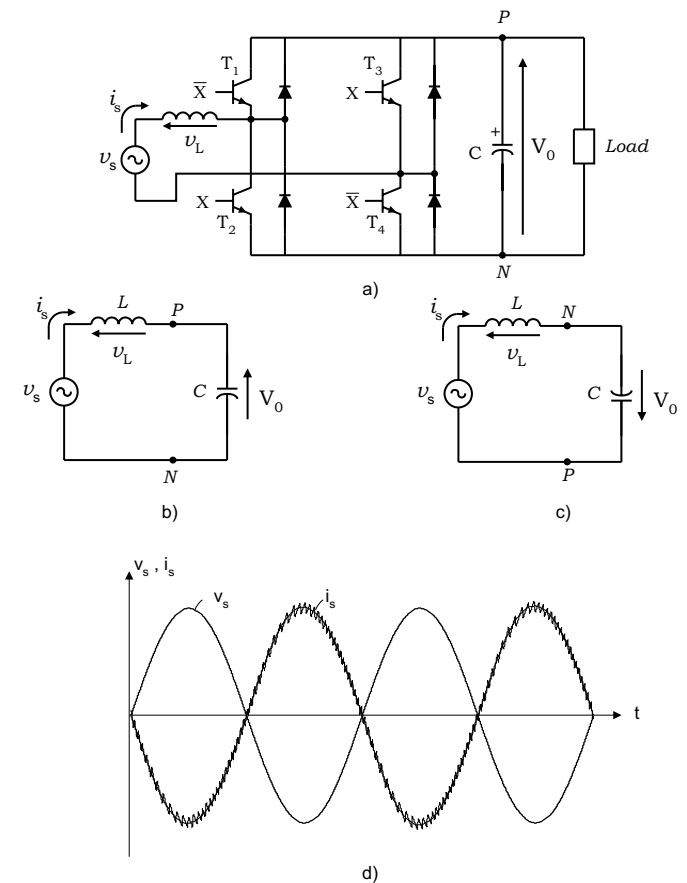 P
T1 T3
X̅ X
is
vL
vs
+
C V0 Load
X X̅
T2 T4
N
a)
is L P
vL
vs C V0
N
b)
is L N
vL
vs C V0
P
c)
vs , is
vs is
t
d)